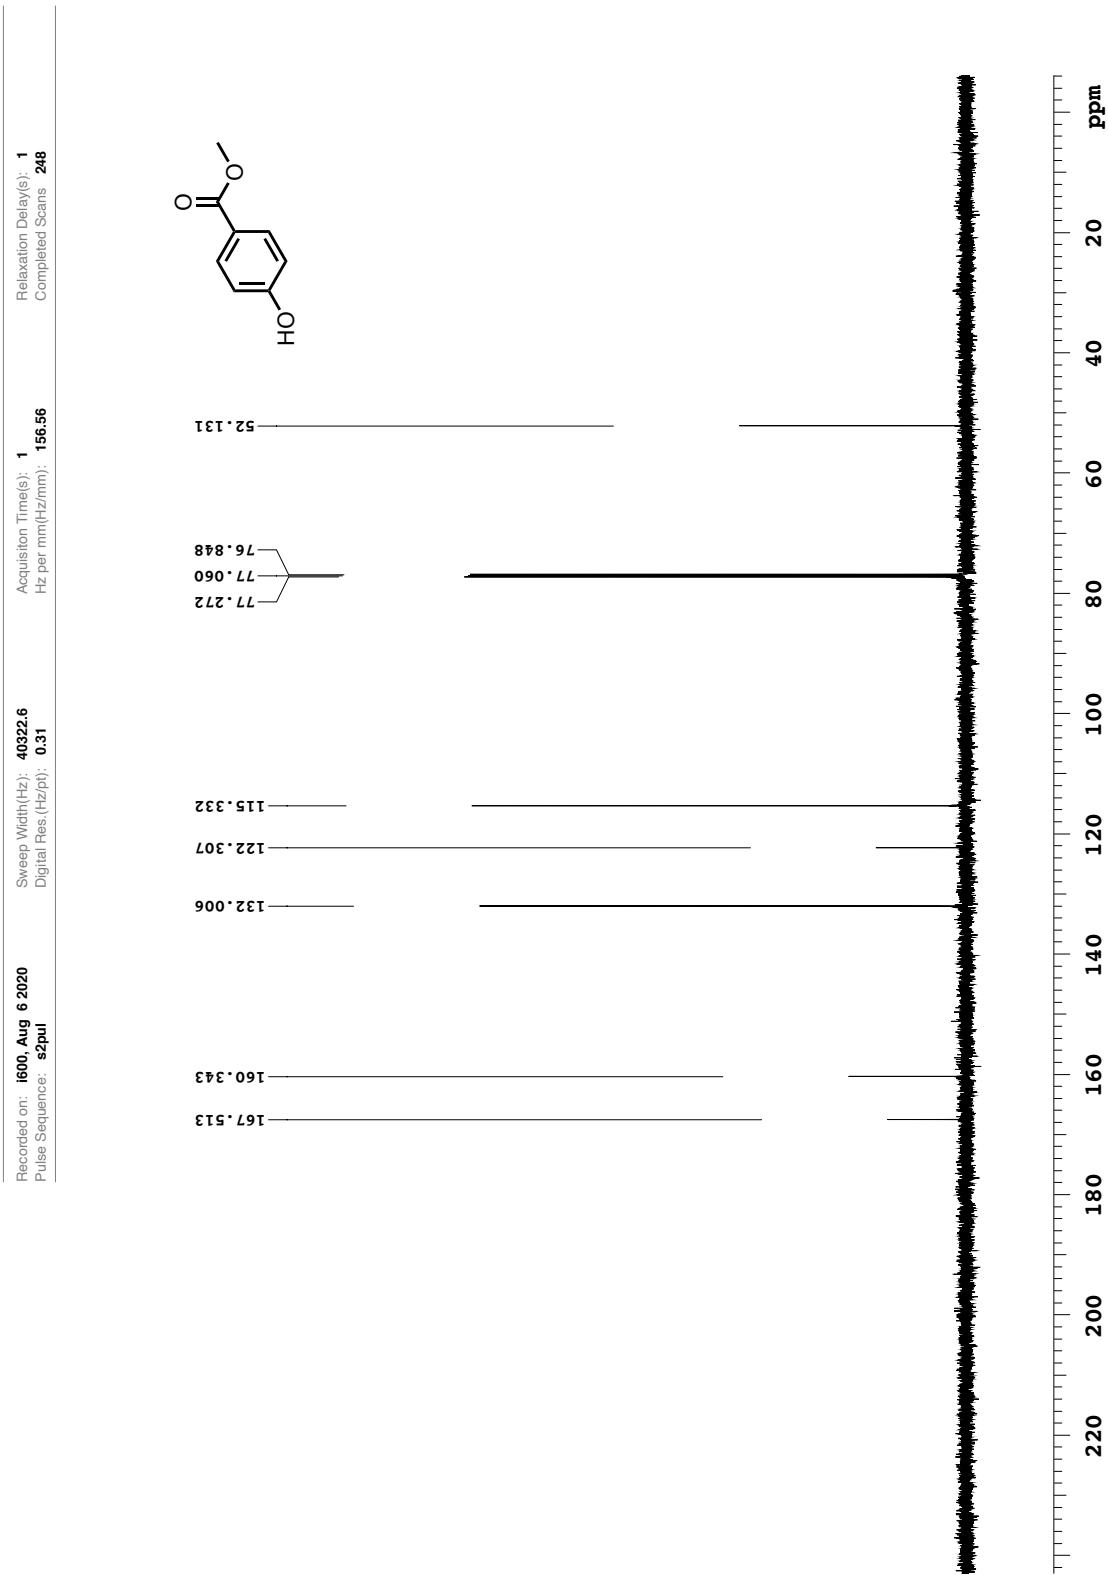 Recorded on: i600, Aug 6 2020
Pulse Sequence: s2pul
Sweep Width(Hz): 40322.6
Digital Res.(Hz/pt): 0.31
Acquisiton Time(s): 1
Hz per mm(Hz/mm): 156.56
Relaxation Delay(s): 1
Completed Scans 248
O
O
HO
167.513
160.343
132.006
122.307
115.332
77.272
77.060
76.848
52.131
220
200
180
160
140
120
100
80
60
40
20
ppm